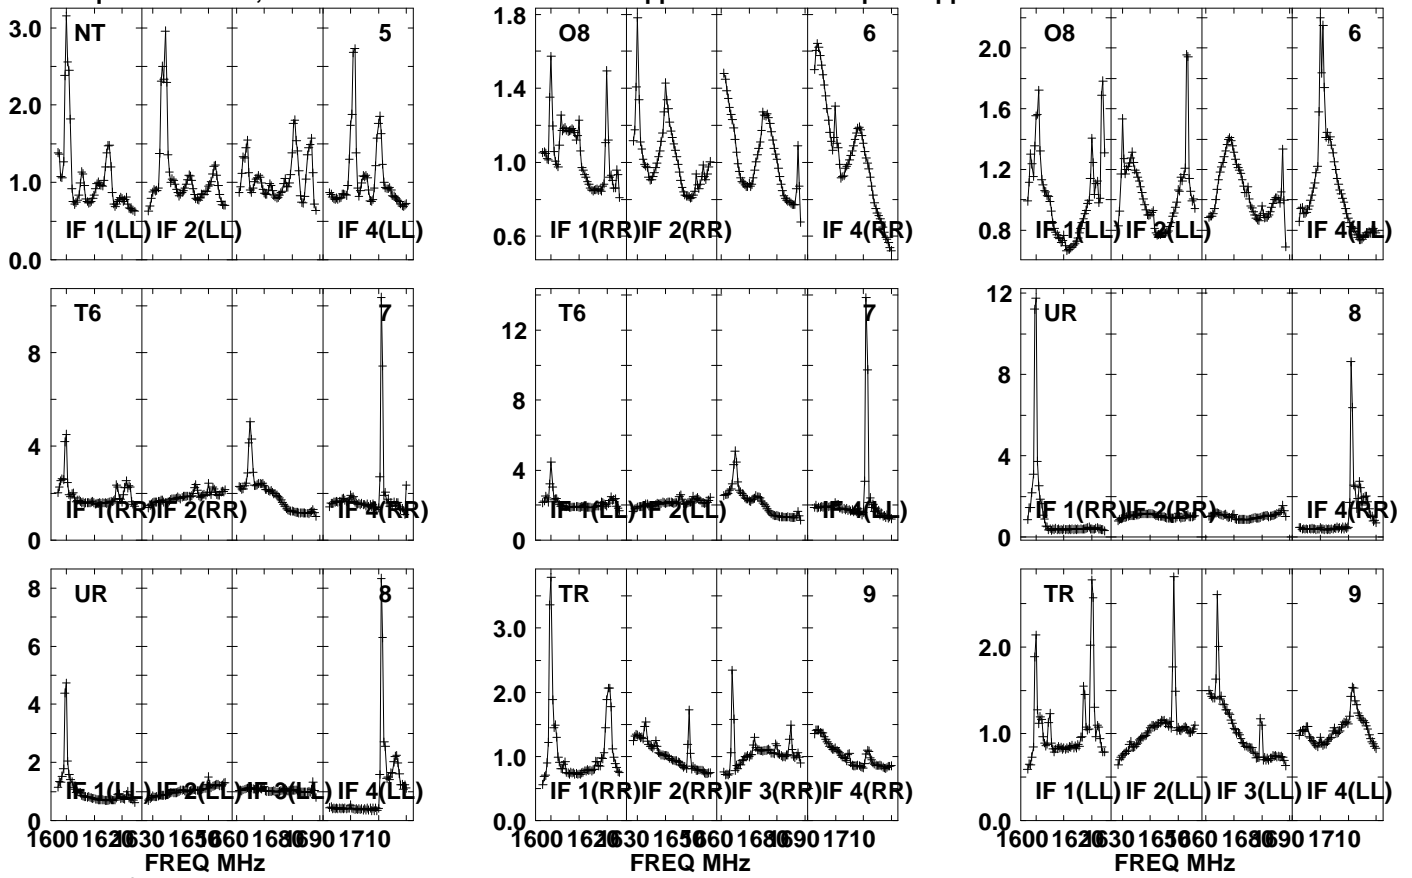 NT 5
3.0
2.0
1.0
0.0
IF 1(LL) IF 2(LL) IF 4(LL)
O8 6
1.8
1.4
1.0
0.6
IF 1(RR) IF 2(RR) IF 4(RR)
O8 6
2.0
1.6
1.2
0.8
IF 1(LL) IF 2(LL) IF 4(LL)
T6 7
8
4
0
IF 1(RR) IF 2(RR) IF 4(RR)
T6 7
12
8
4
0
IF 1(LL) IF 2(LL) IF 4(LL)
UR 8
12
8
4
0
IF 1(RR) IF 2(RR) IF 4(RR)
UR 8
8
6
4
2
0
IF 1(LL) IF 2(LL) IF 3(LL) IF 4(LL)
1600 1620 1630 1650 1660 1680 1690 1710
FREQ MHz
TR 9
3.0
2.0
1.0
0.0
IF 1(RR) IF 2(RR) IF 3(RR) IF 4(RR)
1600 1620 1630 1650 1660 1680 1690 1710
FREQ MHz
TR 9
2.0
1.0
0.0
IF 1(LL) IF 2(LL) IF 3(LL) IF 4(LL)
1600 1620 1630 1650 1660 1680 1690 1710
FREQ MHz